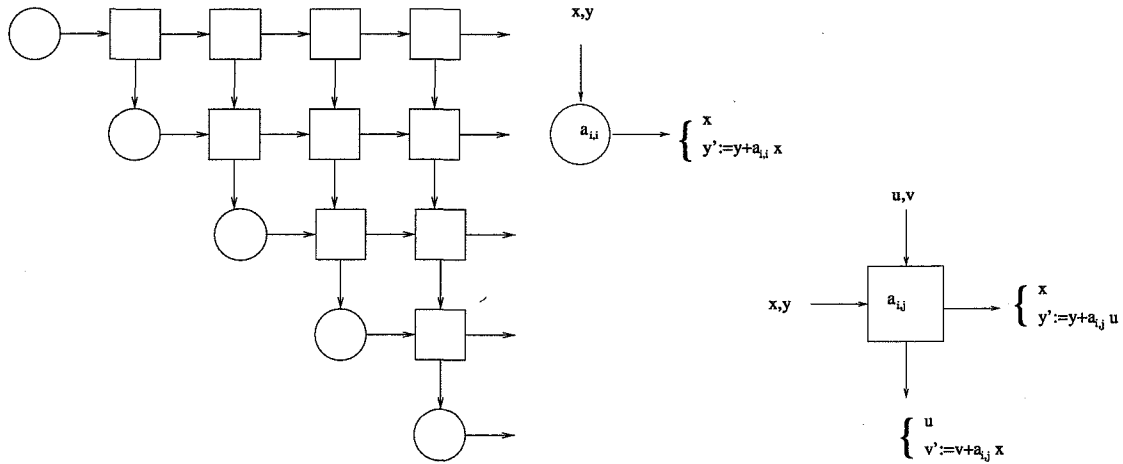 x,y
a_{i,i}
x
y':=y+a_{i,i} x
u,v
x,y
a_{i,j}
x
y':=y+a_{i,j} u
u
v':=v+a_{i,j} x